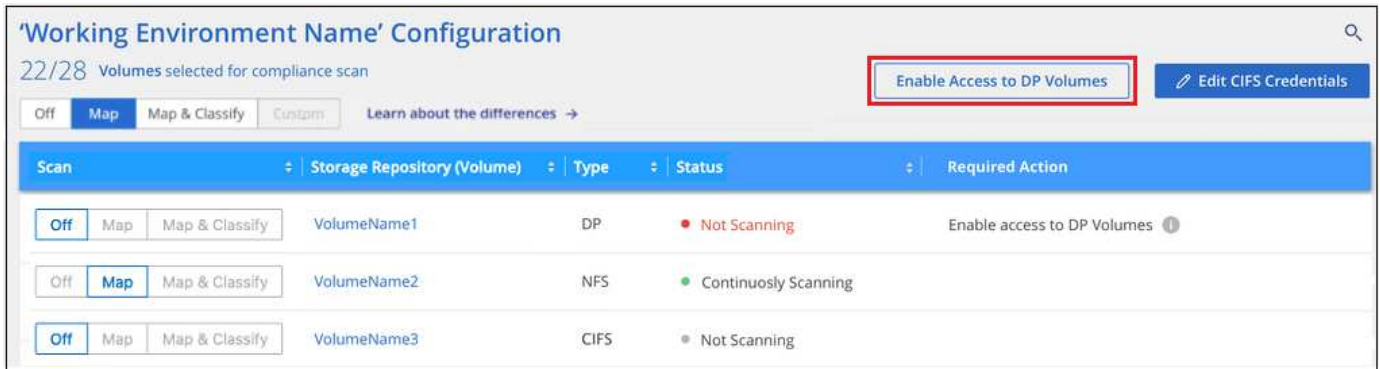 'Working Environment Name' Configuration
22/28 Volumes selected for compliance scan
Enable Access to DP Volumes
Edit CIFS Credentials
Off Map Map & Classify Custom Learn about the differences →
Scan Storage Repository (Volume) Type Status Required Action
Off Map Map & Classify VolumeName1 DP Not Scanning Enable access to DP Volumes
Off Map Map & Classify VolumeName2 NFS Continuosly Scanning
Off Map Map & Classify VolumeName3 CIFS Not Scanning